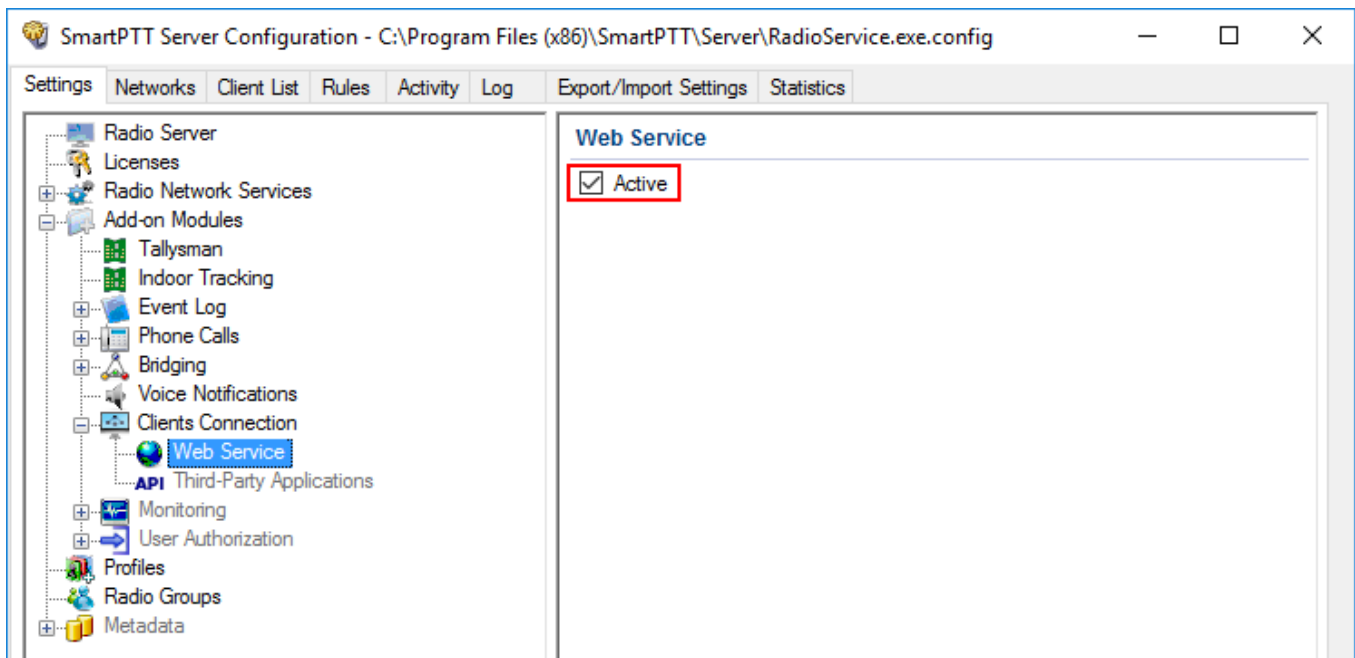 SmartPTT Server Configuration - C:\Program Files (x86)\SmartPTT\Server\RadioService.exe.config
Settings Networks Client List Rules Activity Log Export/Import Settings Statistics
Radio Server
Licenses
Radio Network Services
Add-on Modules
Tallysman
Indoor Tracking
Event Log
Phone Calls
Bridging
Voice Notifications
Clients Connection
Web Service
API Third-Party Applications
Monitoring
User Authorization
Profiles
Radio Groups
Metadata
Web Service
Active